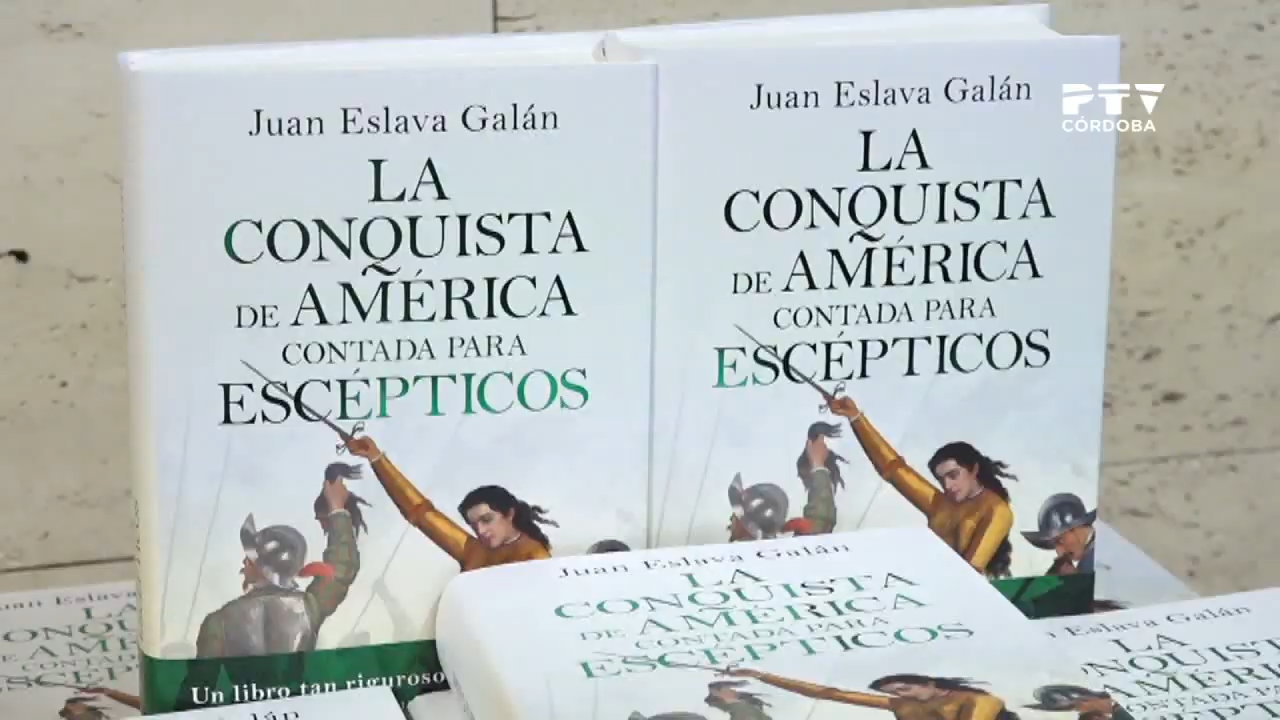 Juan Eslava Galán
LA
CONQUISTA
DE AMÉRICA
CONTADA PARA
ESCÉPTICOS
Un libro tan riguroso
Juan Eslava Galán
LA
CONQUISTA
DE AMÉRICA
CONTADA PARA
ESCÉPTICOS
PTV
CÓRDOBA
Juan Eslava Galán
LA
CONQUISTA
DE AMÉRICA
CONTADA PARA
ESCÉPTICOS
Eslava Galán
LA